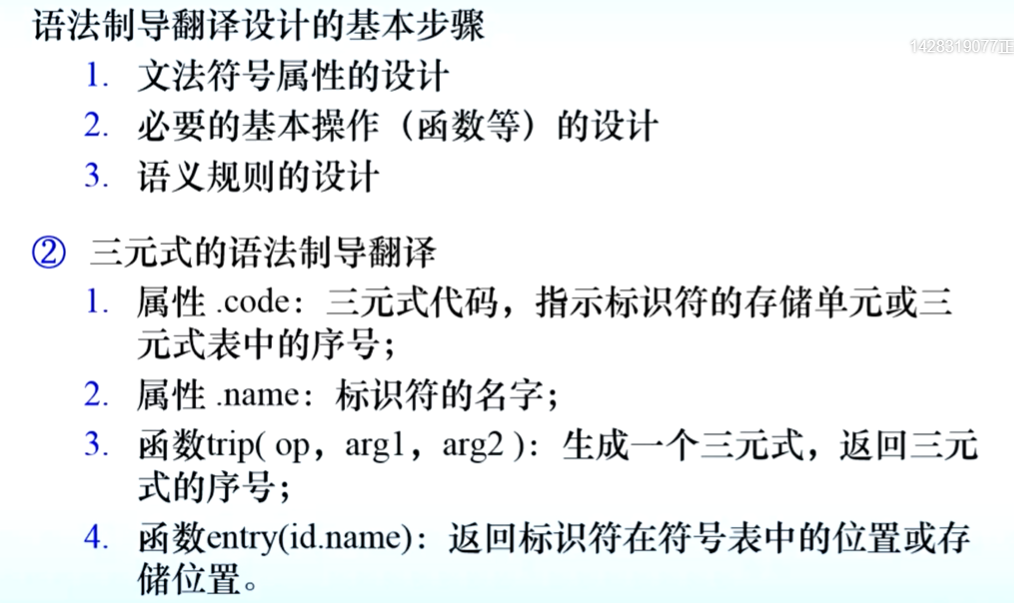 语法制导翻译设计的基本步骤
1428319077正
1. 文法符号属性的设计
2. 必要的基本操作（函数等）的设计
3. 语义规则的设计
② 三元式的语法制导翻译
1. 属性 .code：三元式代码，指示标识符的存储单元或三
元式表中的序号；
2. 属性 .name：标识符的名字；
3. 函数trip( op，arg1，arg2 )：生成一个三元式，返回三元
式的序号；
4. 函数entry(id.name)：返回标识符在符号表中的位置或存
储位置。